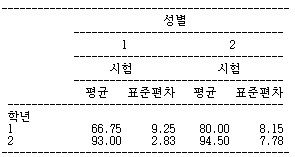 성별
1 2
시험 시험
평균 표준편차 평균 표준편차
학년
1 66.75 9.25 80.00 8.15
2 93.00 2.83 94.50 7.78